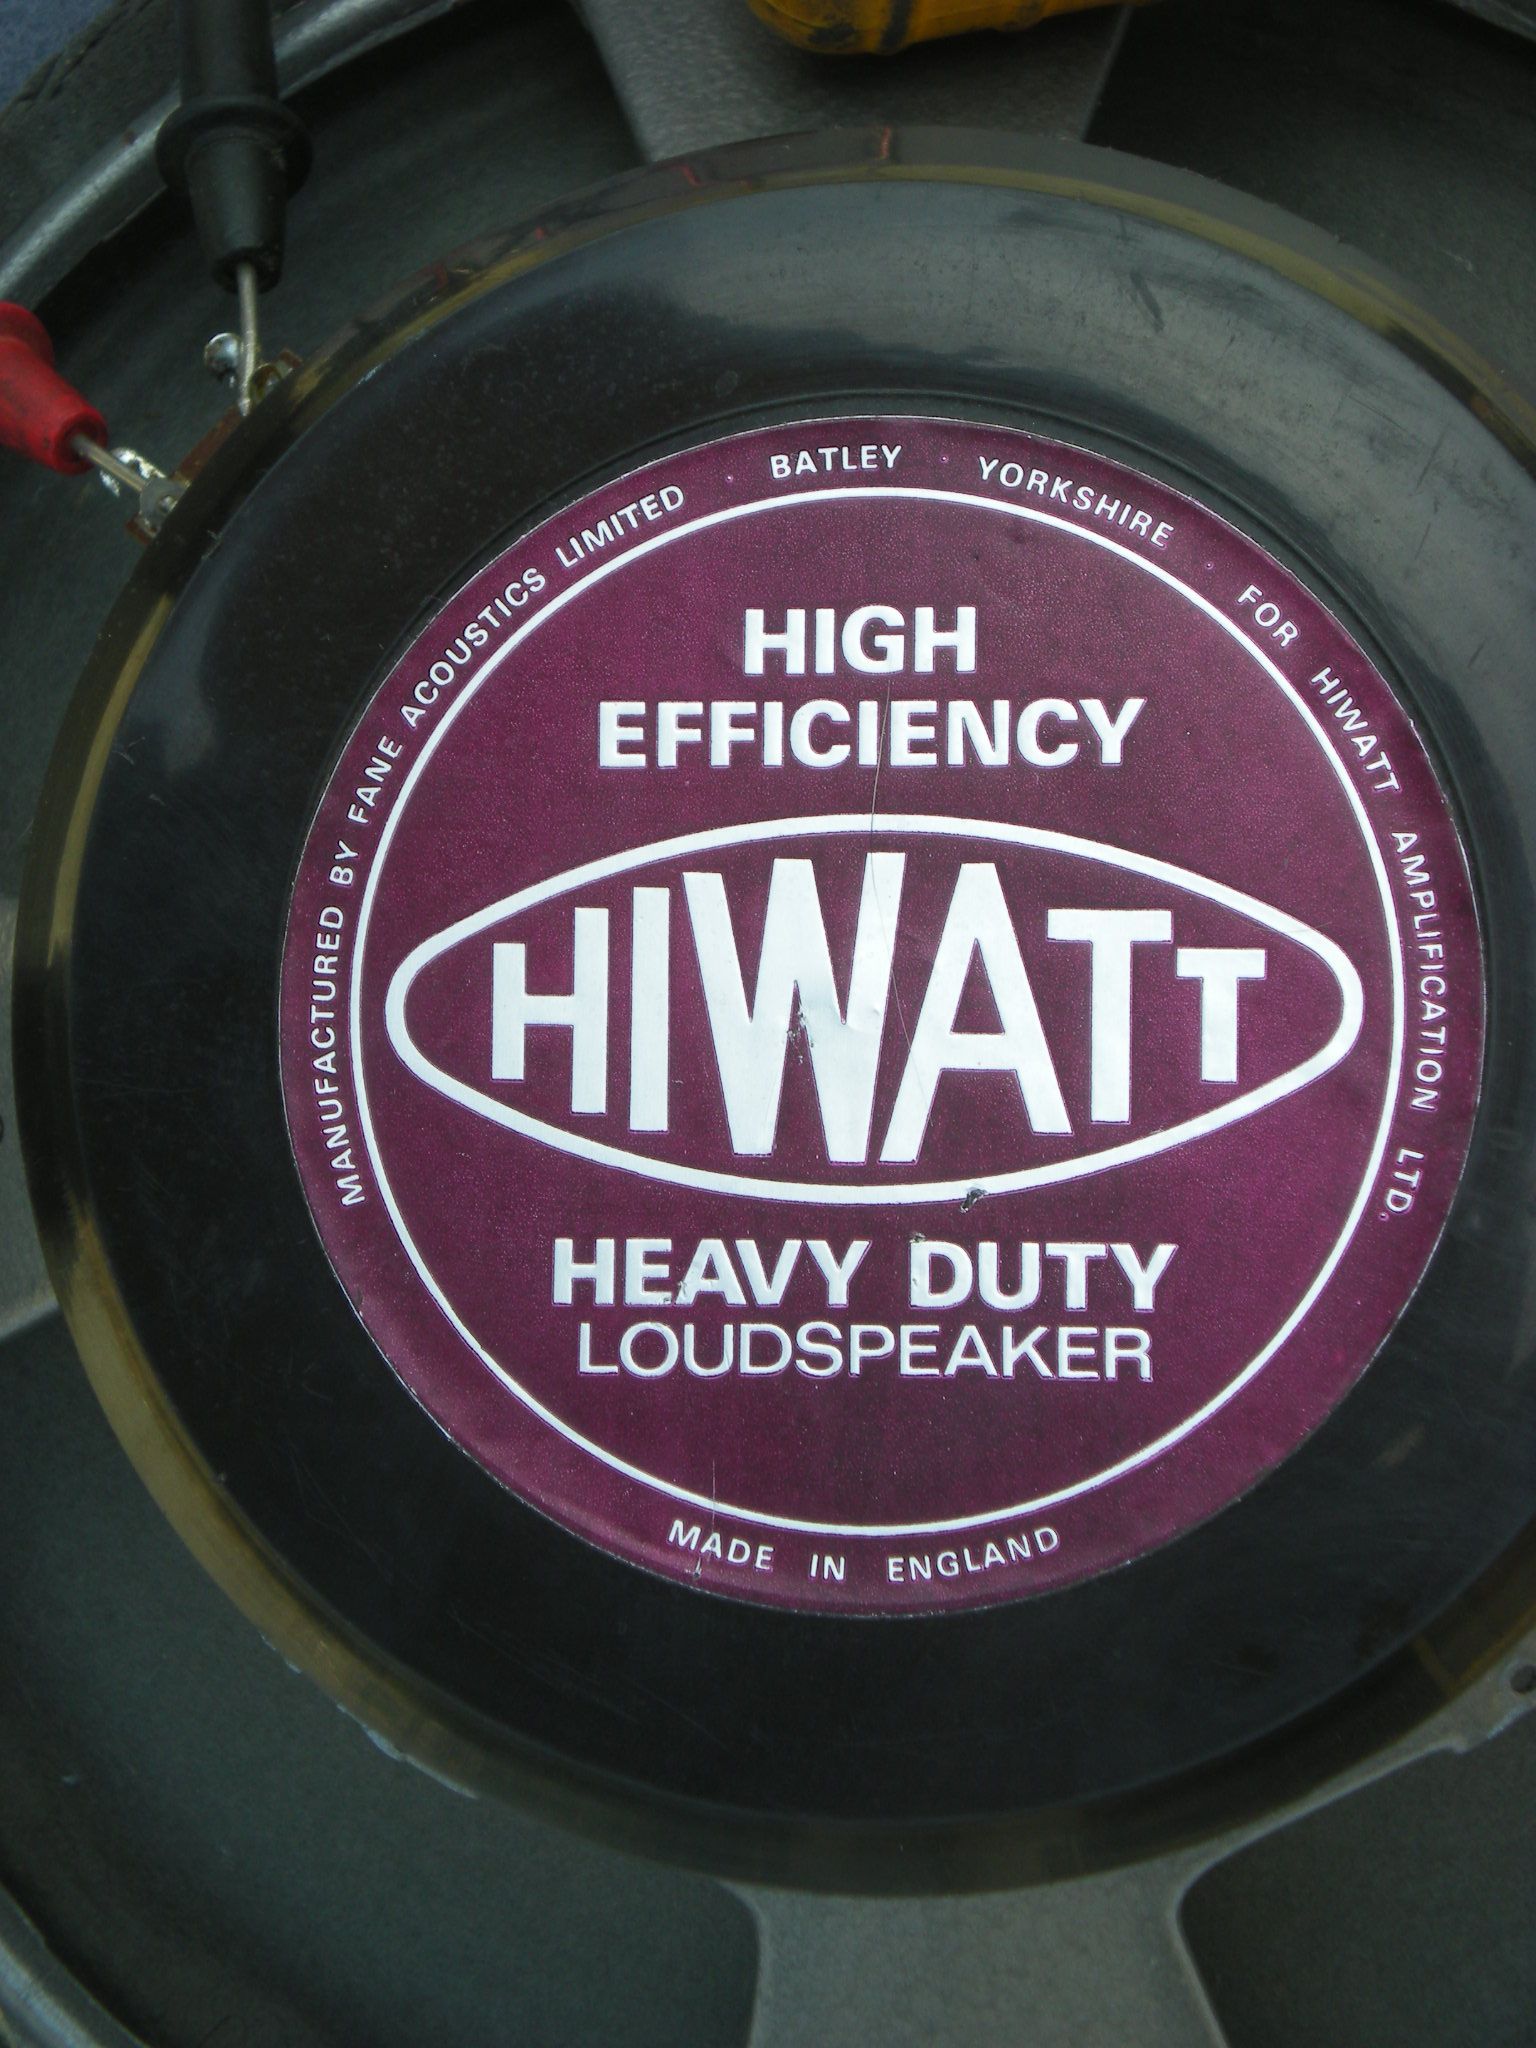 MANUFACTURED BY FANE ACOUSTICS LIMITED · BATLEY · YORKSHIRE · FOR HIWATT AMPLIFICATION LTD.
HIGH
EFFICIENCY
HIWATT
HEAVY DUTY
LOUDSPEAKER
MADE IN ENGLAND